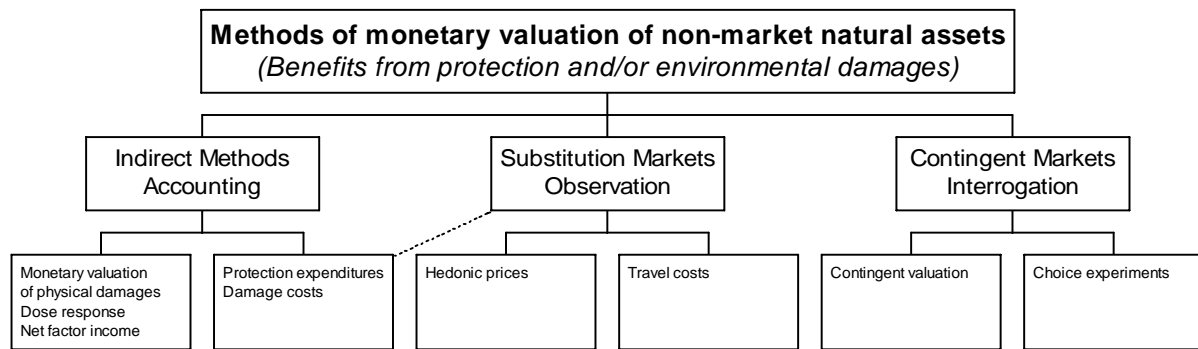 Methods of monetary valuation of non-market natural assets
(Benefits from protection and/or environmental damages)
Indirect Methods
Accounting
Substitution Markets
Observation
Contingent Markets
Interrogation
Monetary valuation
of physical damages
Dose response
Net factor income
Protection expenditures
Damage costs
Hedonic prices
Travel costs
Contingent valuation
Choice experiments